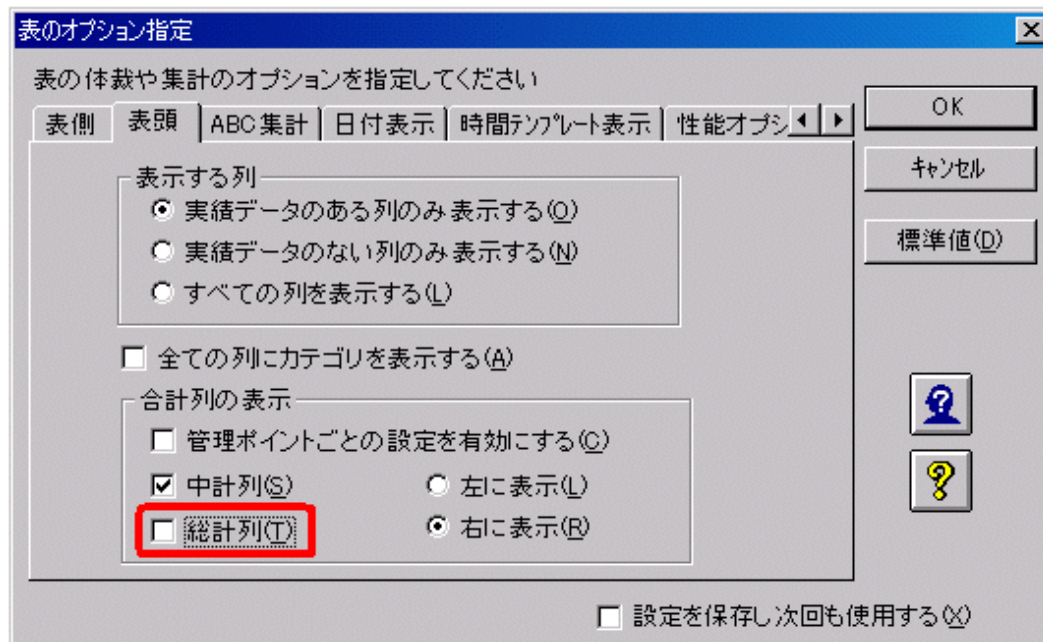 表のオプション指定
表の体裁や集計のオプションを指定してください
表側 表頭 ABC集計 日付表示 時間テンプレート表示 性能オプシ
OK
キャンセル
標準値(D)
表示する列
実績データのある列のみ表示する(O)
実績データのない列のみ表示する(N)
すべての列を表示する(L)
全ての列にカテゴリを表示する(A)
合計列の表示
管理ポイントごとの設定を有効にする(C)
中計列(S) 左に表示(L)
総計列(T) 右に表示(R)
設定を保存し次回も使用する(X)